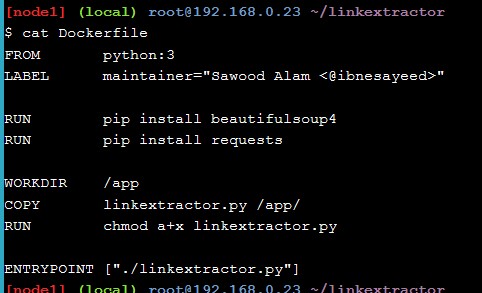 [node1] (local) root@192.168.0.23 ~/linkextractor
$ cat Dockerfile
FROM python:3
LABEL maintainer="Sawood Alam <@ibnesayeed>"
RUN pip install beautifulsoup4
RUN pip install requests
WORKDIR /app
COPY linkextractor.py /app/
RUN chmod a+x linkextractor.py
ENTRYPOINT ["./linkextractor.py"]
[node1] (local) root@192.168.0.23 ~/linkextractor